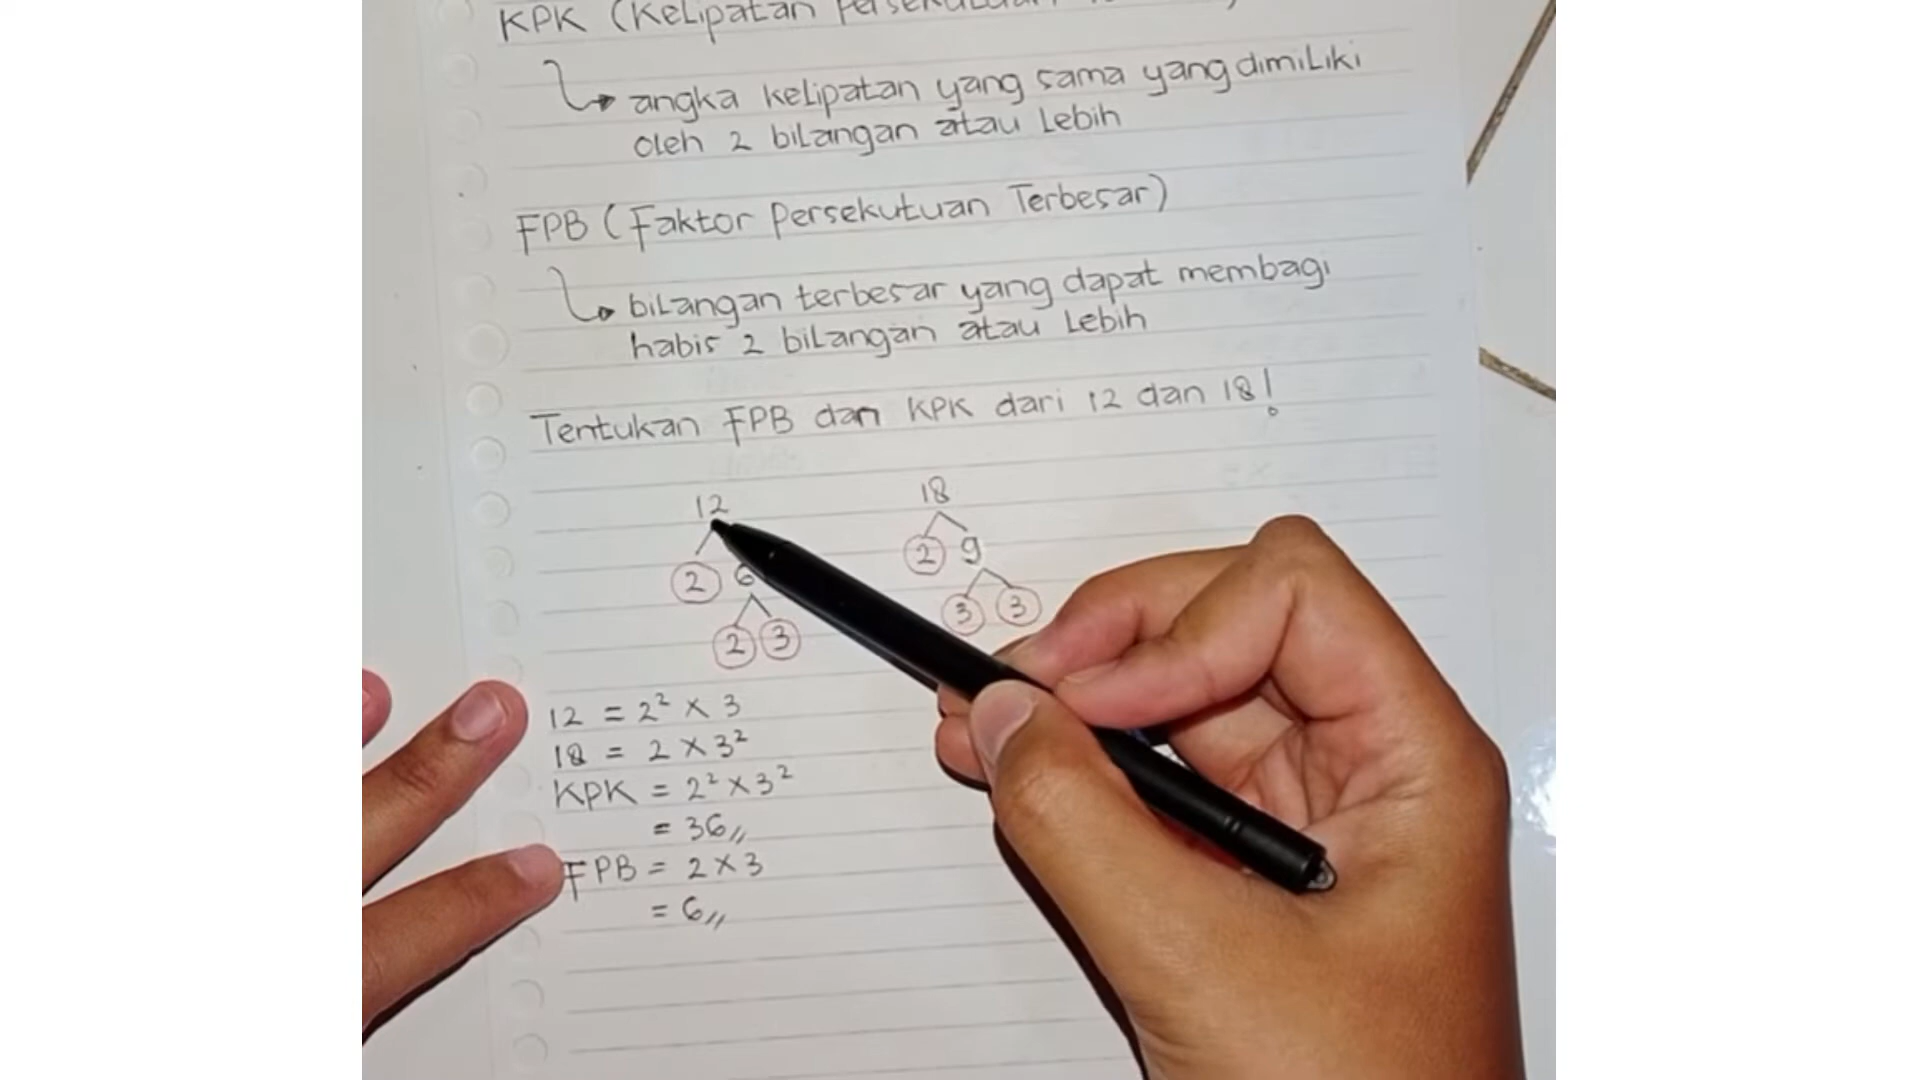 KPK (Kelipatan Persekutuan
angka kelipatan yang sama yang dimiliki
oleh 2 bilangan atau lebih
FPB (Faktor Persekutuan Terbesar)
bilangan terbesar yang dapat membagi
habis 2 bilangan atau lebih
Tentukan FPB dan KPK dari 12 dan 18!
12 18
2 6 2 9
2 3 3 3
12 = 2² × 3
18 = 2 × 3²
KPK = 2² × 3²
= 36,,
FPB = 2 × 3
= 6,,